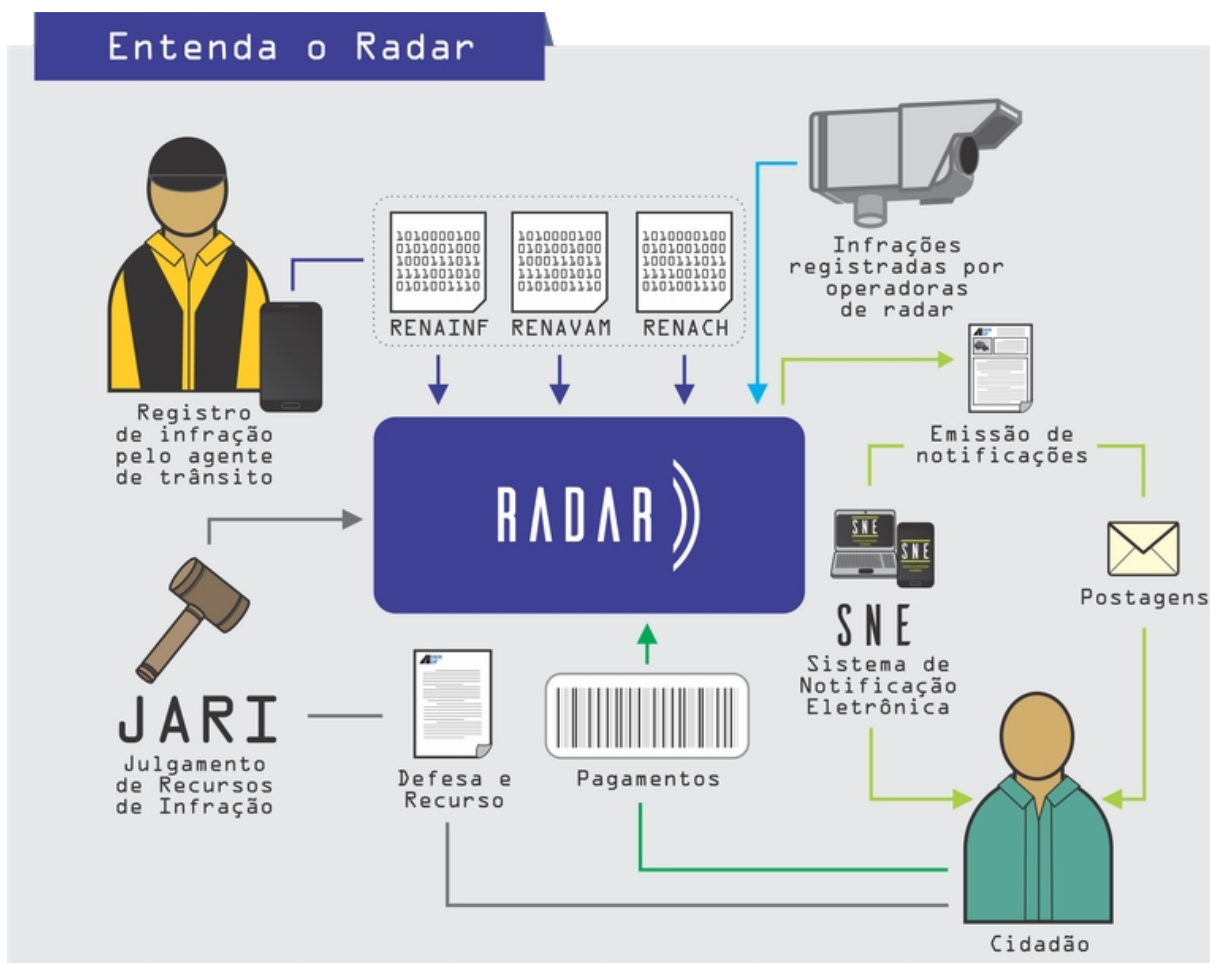 Entenda o Radar
1010000100
0101001000
1000111011
1111001010
0101001110
RENAINF
1010000100
0101001000
1000111011
1111001010
0101001110
RENAVAM
1010000100
0101001000
1000111011
1111001010
0101001110
RENACH
Infrações
registradas por
operadoras
de radar
Registro
de infração
pelo agente
de trânsito
RADAR
Emissão de
notificações
SNE
SNE
SNE
Sistema de
Notificação
Eletrônica
Postagens
JARI
Julgamento
de Recursos
de Infração
Defesa e
Recurso
Pagamentos
Cidadão